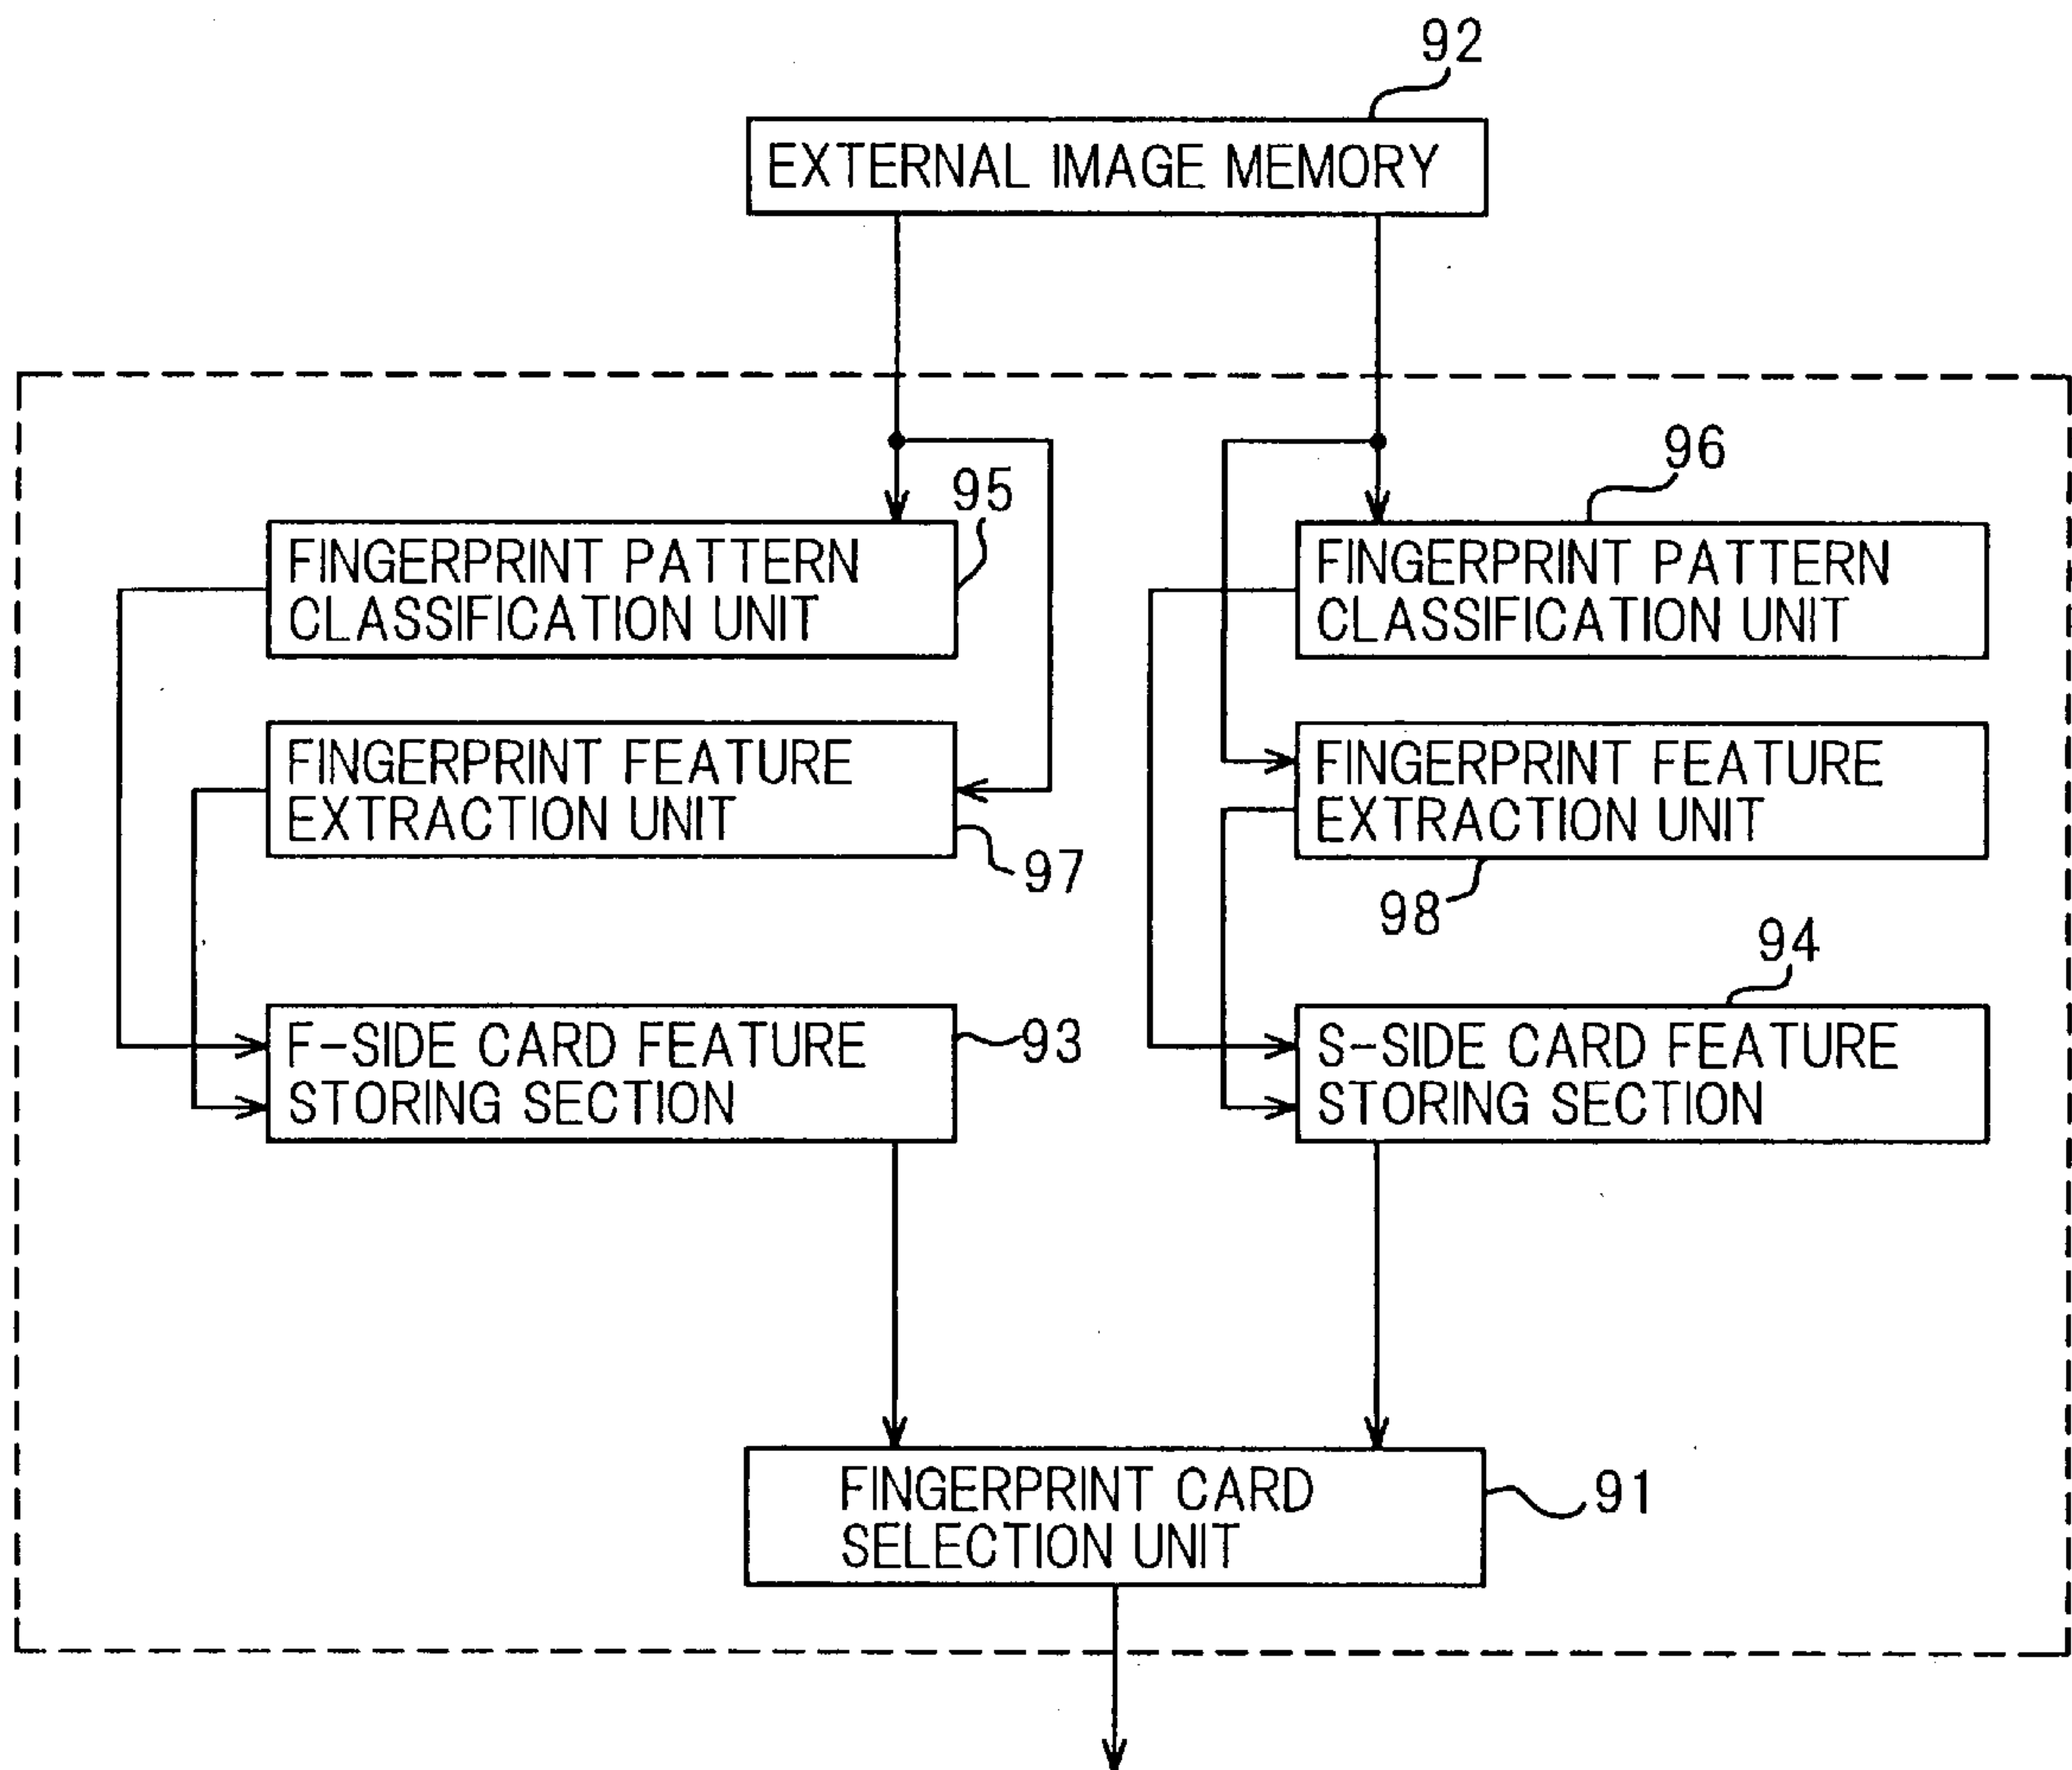 92
EXTERNAL IMAGE MEMORY
95
96
FINGERPRINT PATTERN
CLASSIFICATION UNIT
FINGERPRINT PATTERN
CLASSIFICATION UNIT
FINGERPRINT FEATURE
EXTRACTION UNIT
97
FINGERPRINT FEATURE
EXTRACTION UNIT
98
94
F-SIDE CARD FEATURE
STORING SECTION
93
S-SIDE CARD FEATURE
STORING SECTION
FINGERPRINT CARD
SELECTION UNIT
91